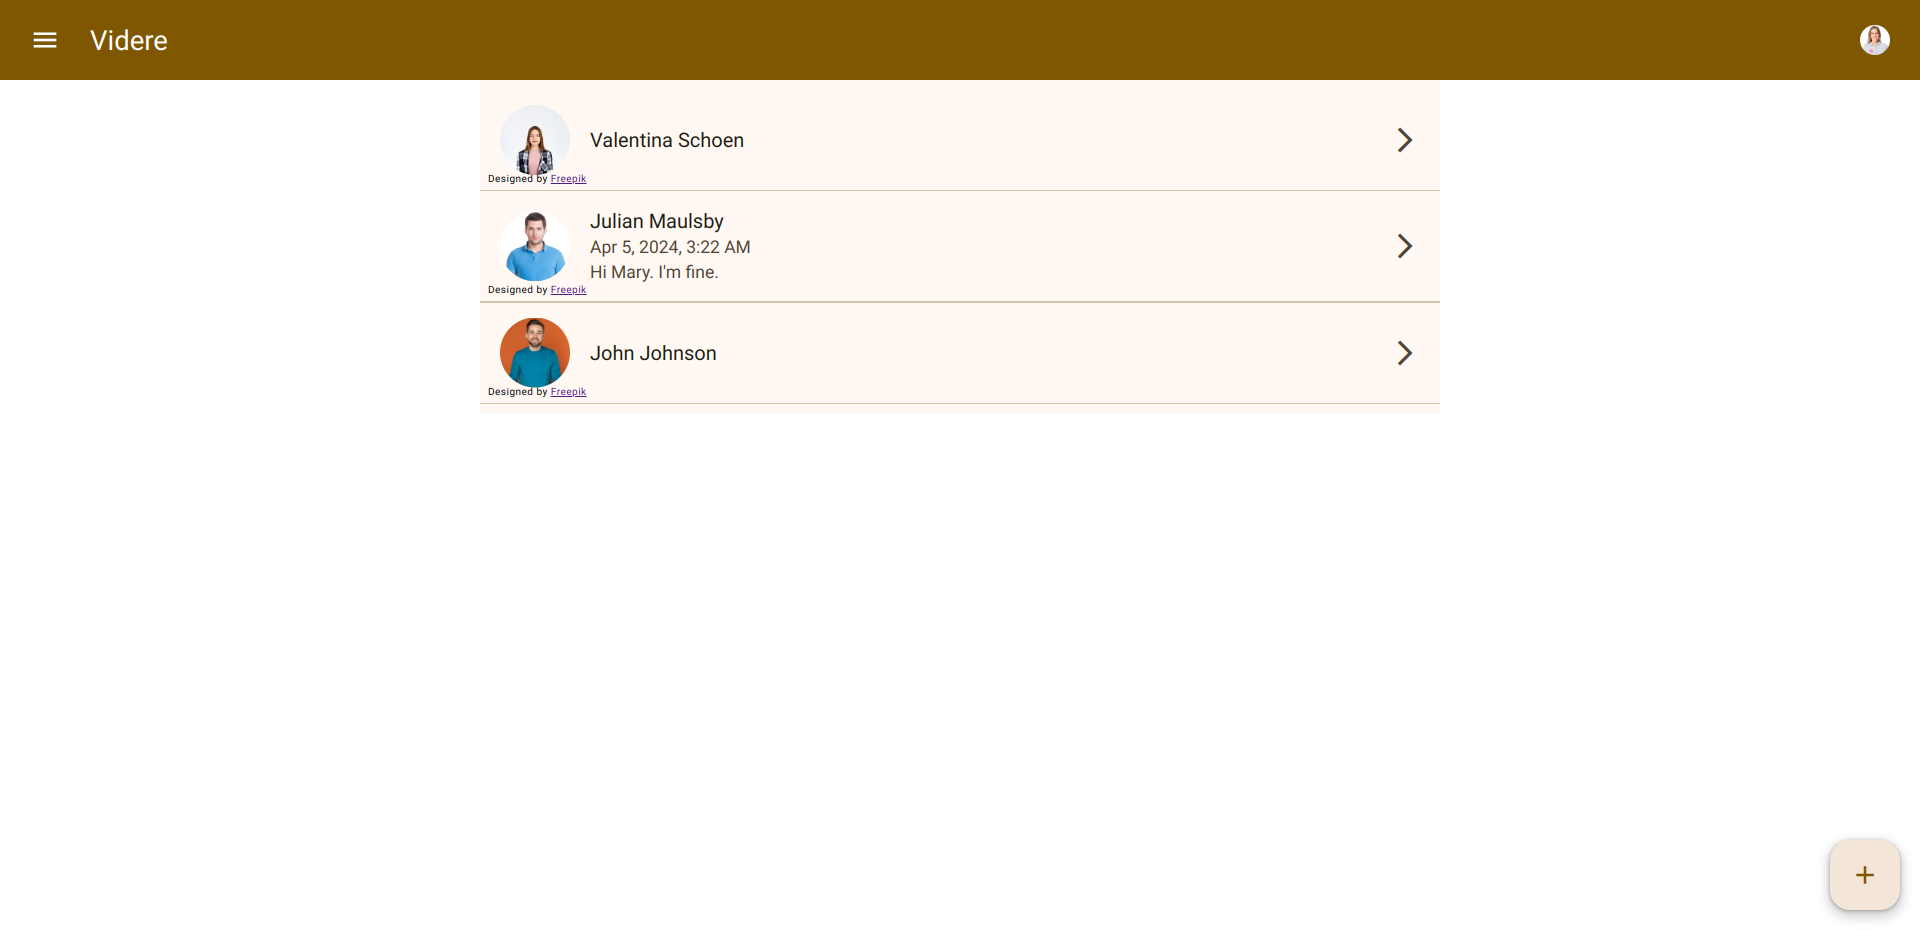 Videre
Valentina Schoen
Designed by Freepik
Julian Maulsby
Apr 5, 2024, 3:22 AM
Hi Mary. I'm fine.
Designed by Freepik
John Johnson
Designed by Freepik